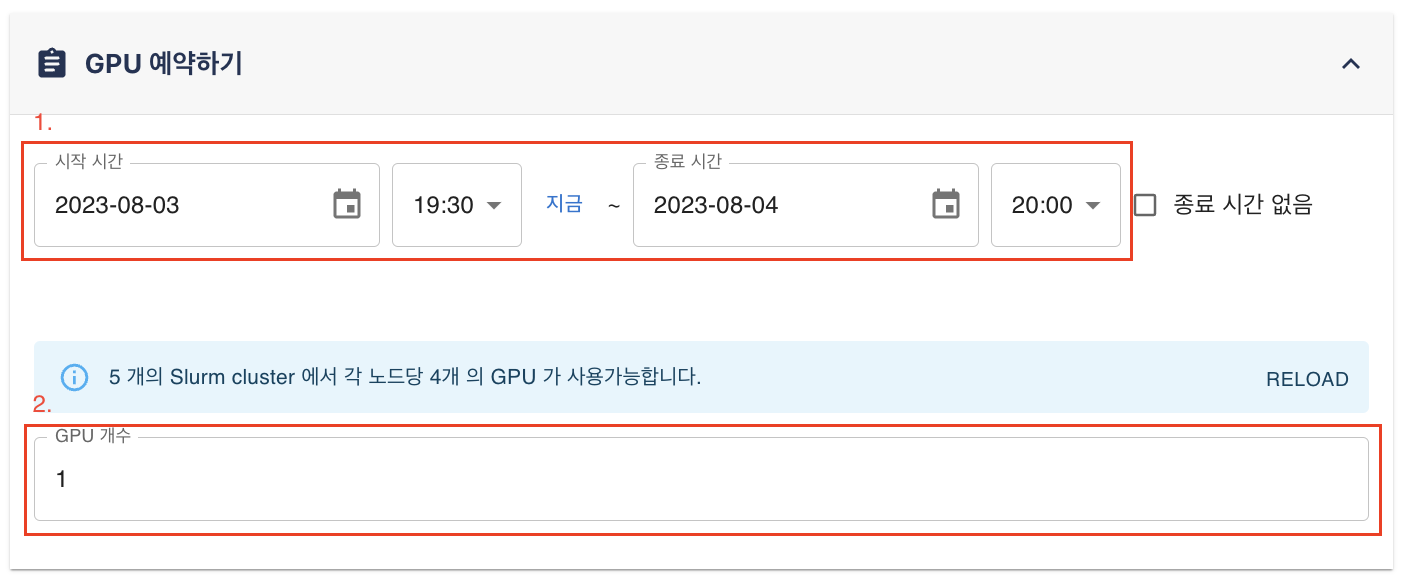 GPU 예약하기
1.
시작 시간
종료 시간
2023-08-03 19:30 지금 ~ 2023-08-04 20:00 종료 시간 없음
5 개의 Slurm cluster 에서 각 노드당 4개 의 GPU 가 사용가능합니다. RELOAD
2.
GPU 개수
1